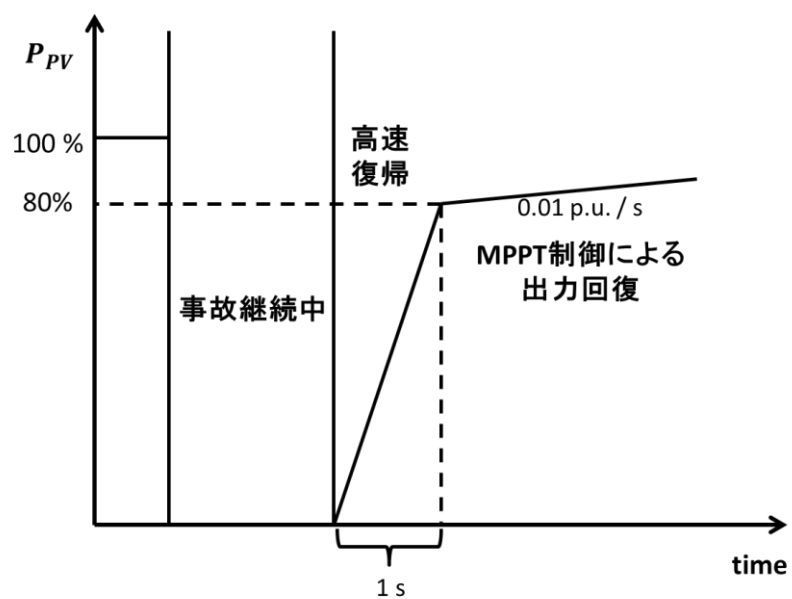 P_PV
100 %
高速
復帰
80%
0.01 p.u. / s
MPPT制御による
出力回復
事故継続中
time
1 s